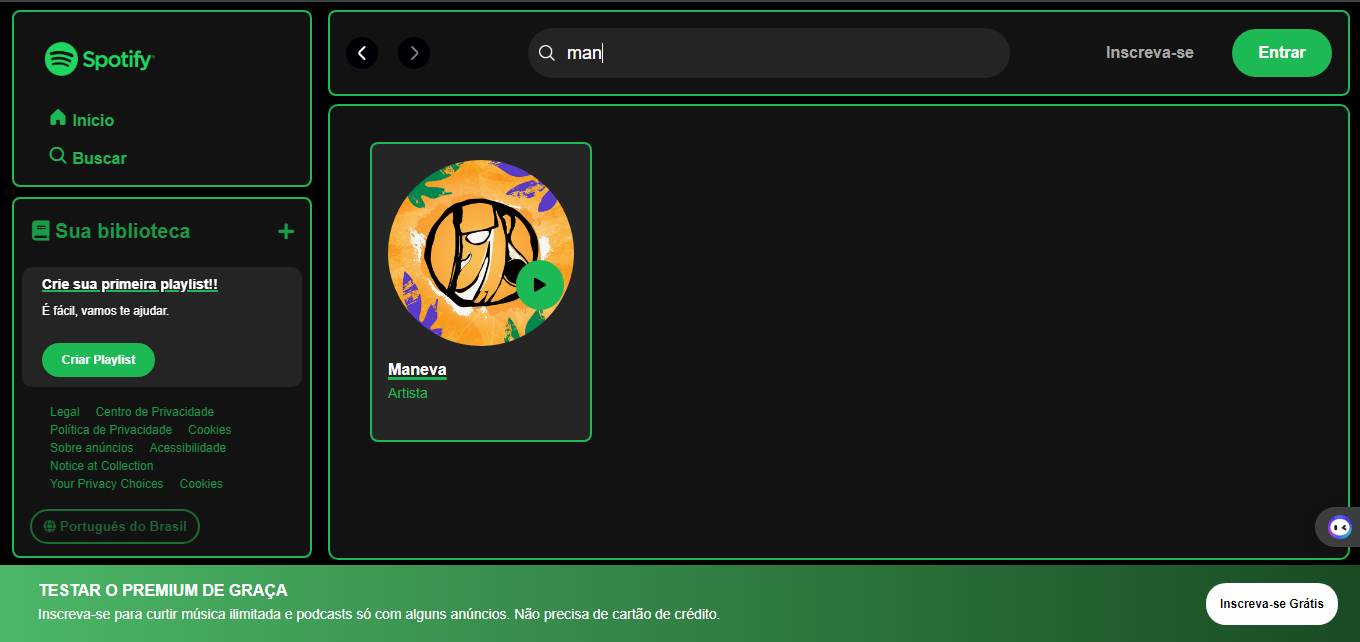 Spotify
Início
Buscar
Sua biblioteca
Crie sua primeira playlist!!
É fácil, vamos te ajudar.
Criar Playlist
Legal Centro de Privacidade
Política de Privacidade Cookies
Sobre anúncios Acessibilidade
Notice at Collection
Your Privacy Choices Cookies
Português do Brasil
man
Inscreva-se
Entrar
Maneva
Artista
TESTAR O PREMIUM DE GRAÇA
Inscreva-se para curtir música ilimitada e podcasts só com alguns anúncios. Não precisa de cartão de crédito.
Inscreva-se Grátis